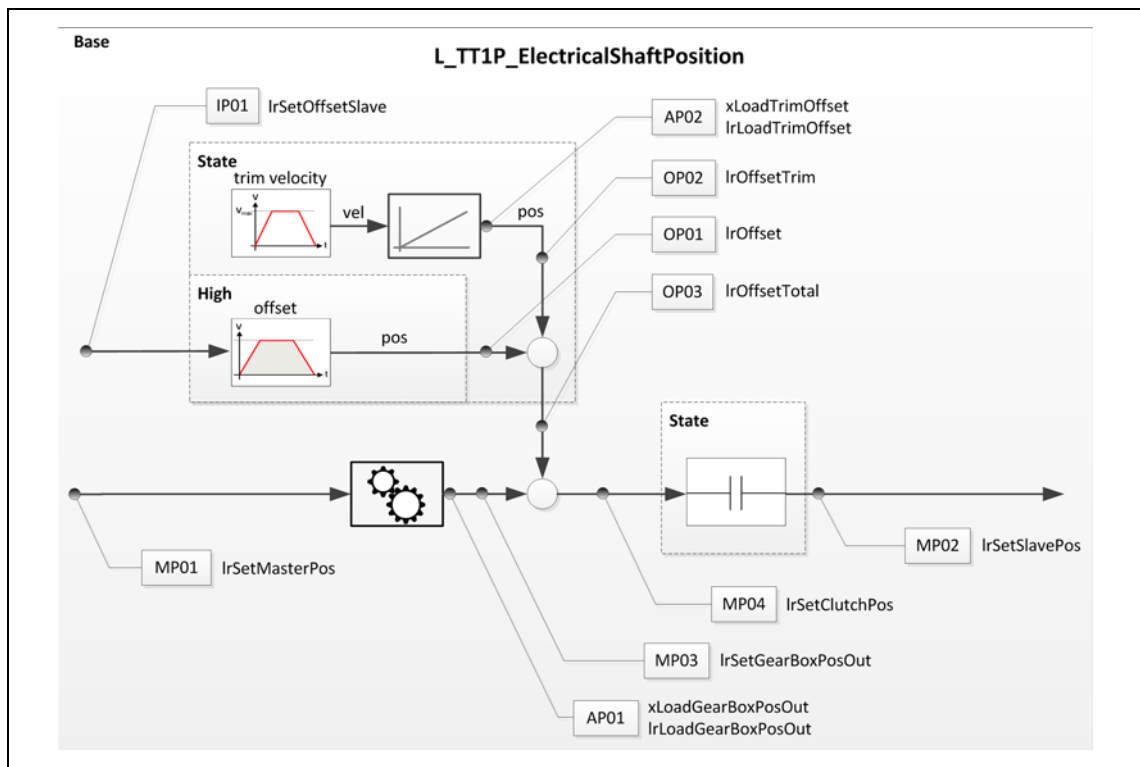 Base
L_TT1P_ElectricalShaftPosition
IP01 lrSetOffsetSlave
AP02 xLoadTrimOffset
lrLoadTrimOffset
State
trim velocity
v
vmax
t
vel
pos
OP02 lrOffsetTrim
OP01 lrOffset
OP03 lrOffsetTotal
High
offset
v
t
pos
State
MP01 lrSetMasterPos
MP02 lrSetSlavePos
MP04 lrSetClutchPos
MP03 lrSetGearBoxPosOut
AP01 xLoadGearBoxPosOut
lrLoadGearBoxPosOut